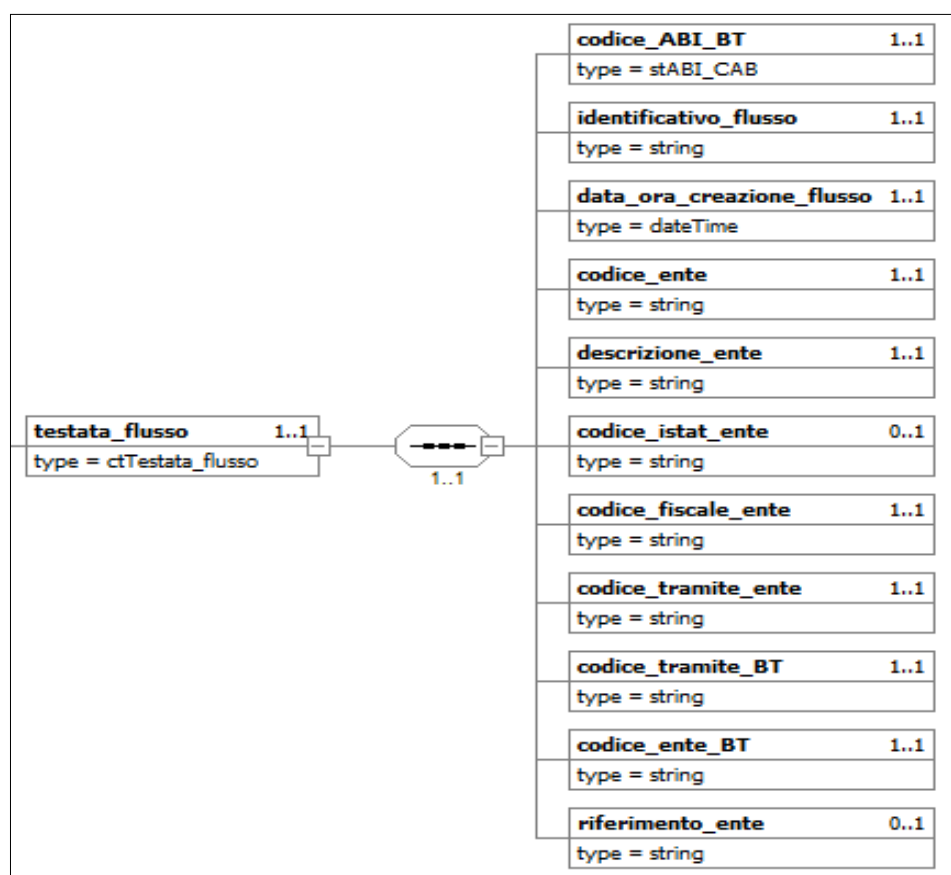 codice_ABI_BT 1..1
type = stABI_CAB
identificativo_flusso 1..1
type = string
data_ora_creazione_flusso 1..1
type = dateTime
codice_ente 1..1
type = string
descrizione_ente 1..1
type = string
testata_flusso 1..1
type = ctTestata_flusso
1..1
codice_istat_ente 0..1
type = string
codice_fiscale_ente 1..1
type = string
codice_tramite_ente 1..1
type = string
codice_tramite_BT 1..1
type = string
codice_ente_BT 1..1
type = string
riferimento_ente 0..1
type = string